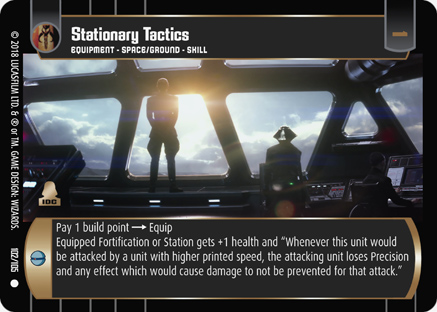 Stationary Tactics
EQUIPMENT • SPACE/GROUND • SKILL
IDC
Pay 1 build point → Equip
Equipped Fortification or Station gets +1 health and “Whenever this unit would
be attacked by a unit with higher printed speed, the attacking unit loses Precision
and any effect which would cause damage to not be prevented for that attack.”
© 2018 LUCASFILM LTD. & ® or TM. GAME DESIGN: WIZARDS. 102/105